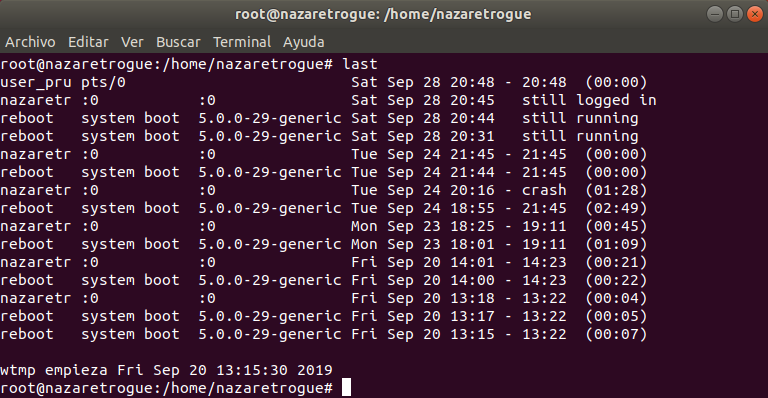 root@nazaretrogue: /home/nazaretrogue
Archivo Editar Ver Buscar Terminal Ayuda
root@nazaretrogue:/home/nazaretrogue# last
user_pru pts/0                         Sat Sep 28 20:48 - 20:48  (00:00)
nazaretr :0           :0               Sat Sep 28 20:45   still logged in
reboot   system boot  5.0.0-29-generic Sat Sep 28 20:44   still running
reboot   system boot  5.0.0-29-generic Sat Sep 28 20:31   still running
nazaretr :0           :0               Tue Sep 24 21:45 - 21:45  (00:00)
reboot   system boot  5.0.0-29-generic Tue Sep 24 21:44 - 21:45  (00:00)
nazaretr :0           :0               Tue Sep 24 20:16 - crash  (01:28)
reboot   system boot  5.0.0-29-generic Tue Sep 24 18:55 - 21:45  (02:49)
nazaretr :0           :0               Mon Sep 23 18:25 - 19:11  (00:45)
reboot   system boot  5.0.0-29-generic Mon Sep 23 18:01 - 19:11  (01:09)
nazaretr :0           :0               Fri Sep 20 14:01 - 14:23  (00:21)
reboot   system boot  5.0.0-29-generic Fri Sep 20 14:00 - 14:23  (00:22)
nazaretr :0           :0               Fri Sep 20 13:18 - 13:22  (00:04)
reboot   system boot  5.0.0-29-generic Fri Sep 20 13:17 - 13:22  (00:05)
reboot   system boot  5.0.0-29-generic Fri Sep 20 13:15 - 13:22  (00:07)
wtmp empieza Fri Sep 20 13:15:30 2019
root@nazaretrogue:/home/nazaretrogue#